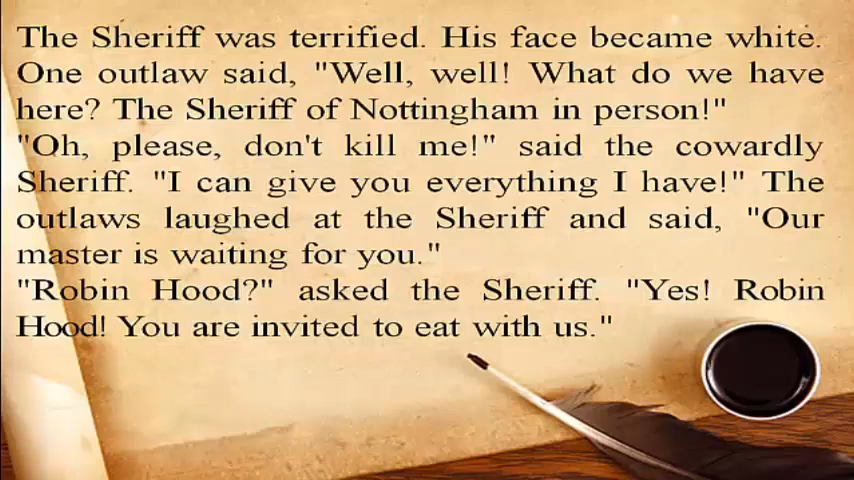 The Sheriff was terrified. His face became white.
One outlaw said, "Well, well! What do we have
here? The Sheriff of Nottingham in person!"
"Oh, please, don't kill me!" said the cowardly
Sheriff. "I can give you everything I have!" The
outlaws laughed at the Sheriff and said, "Our
master is waiting for you."
"Robin Hood?" asked the Sheriff. "Yes! Robin
Hood! You are invited to eat with us."